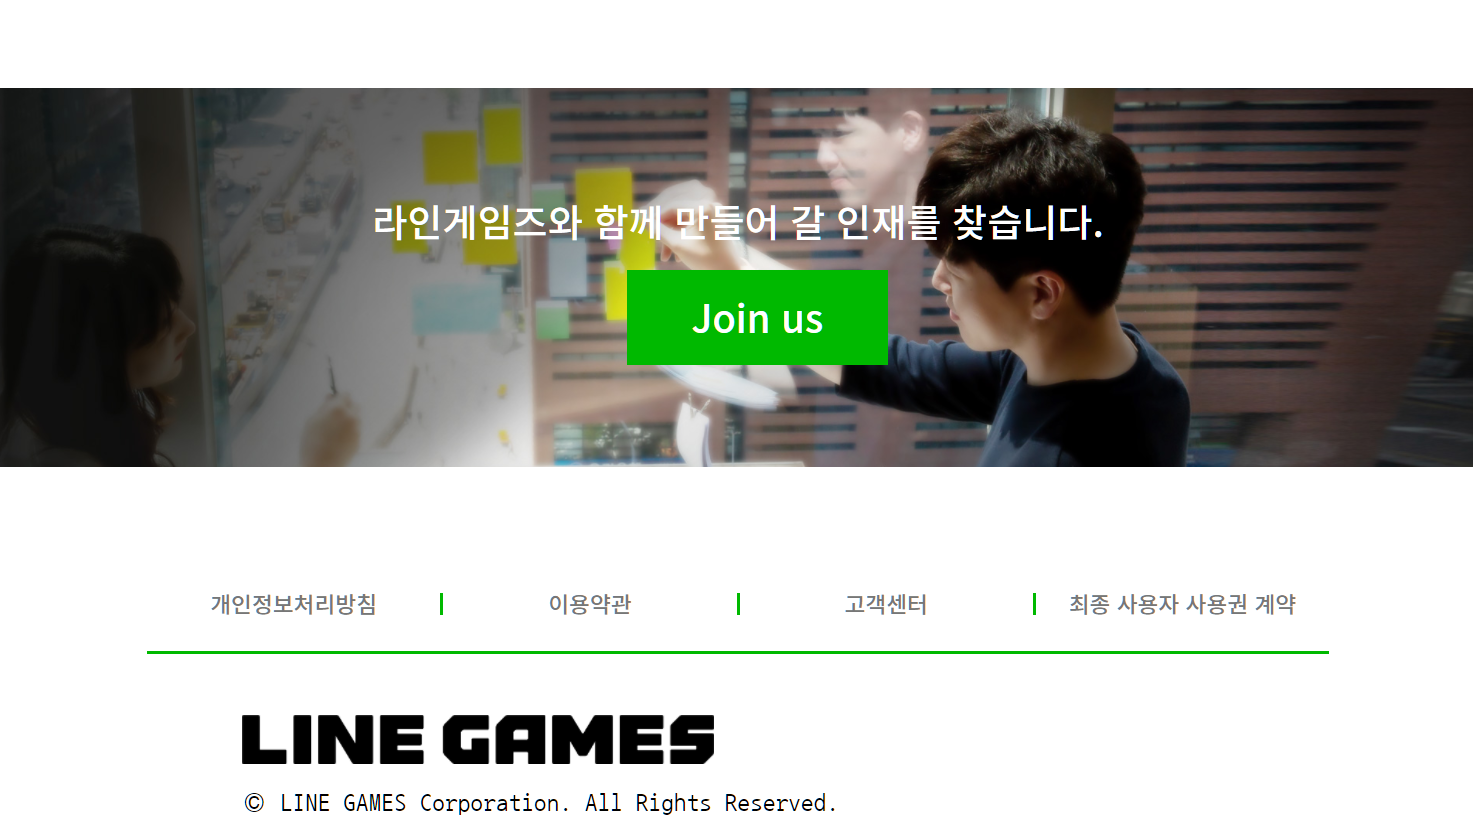 라인게임즈와 함께 만들어 갈 인재를 찾습니다.
Join us
개인정보처리방침
이용약관
고객센터
최종 사용자 사용권 계약
LINE GAMES
© LINE GAMES Corporation. All Rights Reserved.